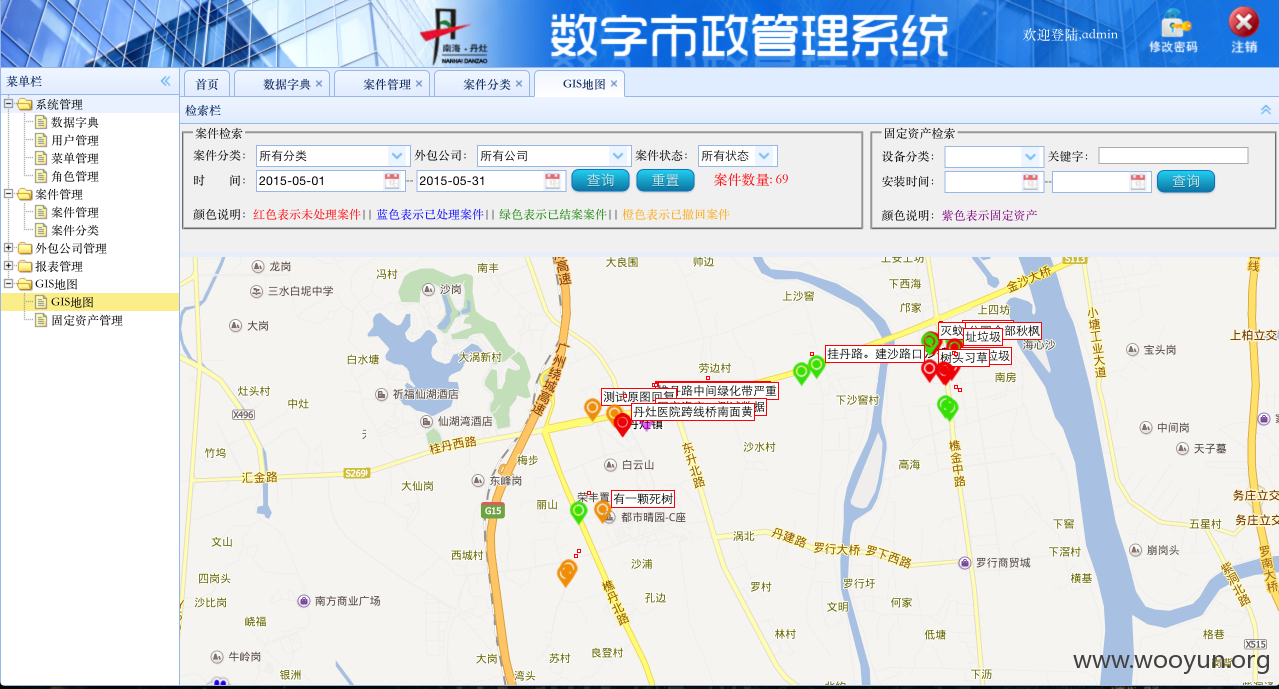 南海·丹灶
NANHAI DANZAO
数字市政管理系统
欢迎登陆,admin
修改密码
注销
菜单栏
系统管理
数据字典
用户管理
菜单管理
角色管理
案件管理
案件管理
案件分类
外包公司管理
报表管理
GIS地图
GIS地图
固定资产管理
首页
数据字典
案件管理
案件分类
GIS地图
检索栏
案件检索
案件分类: 所有分类 外包公司: 所有公司 案件状态: 所有状态
时 间: 2015-05-01 -- 2015-05-31 查询 重置 案件数量: 69
颜色说明: 红色表示未处理案件|| 蓝色表示已处理案件|| 绿色表示已结案案件|| 橙色表示已撤回案件
固定资产检索
设备分类: 关键字:
安装时间: -- 查询
颜色说明: 紫色表示固定资产
龙岗
冯村
南丰
大良围
帅边
S113
金沙大桥
三水白坭中学
沙岗
广州绕城高速
上沙窖
下西海
邝家
上四坊
大岗
小塘工业大道
上柏立交
白水塘
大涡新村
劳边村
挂丹路。建沙路口
灭蚊
部秋枫
址垃圾
树头习草
垃圾
海心沙
宝头岗
南房
灶头村
中灶
祈福仙湖酒店
X496
仙湖湾酒店
测试原图回复
路中间绿化带严重
丹灶医院跨线桥南面黄
下沙窖村
中间岗
天子墓
竹坞
桂丹西路
S269
汇金路
大仙岗
梅步
东峰岗
白云山
东升北路
沙水村
高海
樵金中路
务庄立交
务庄立交
丽山
荣丰置
有一颗死树
都市晴园-C座
G15
五星村
下窖
文山
西城村
涡北
丹建路
罗行大桥
罗下西路
罗行商贸城
下滘村
崩岗头
四岗头
沙浦
罗村
罗行圩
横基
紫洞北路
罗南大桥
沙比岗
南方商业广场
孔边
樵丹北路
文明
何家
峣福
林村
低塘
格巷
X515
牛岭岗
大岗
苏村
良登村
银洲
湾头
下沥
www.wooyun.org